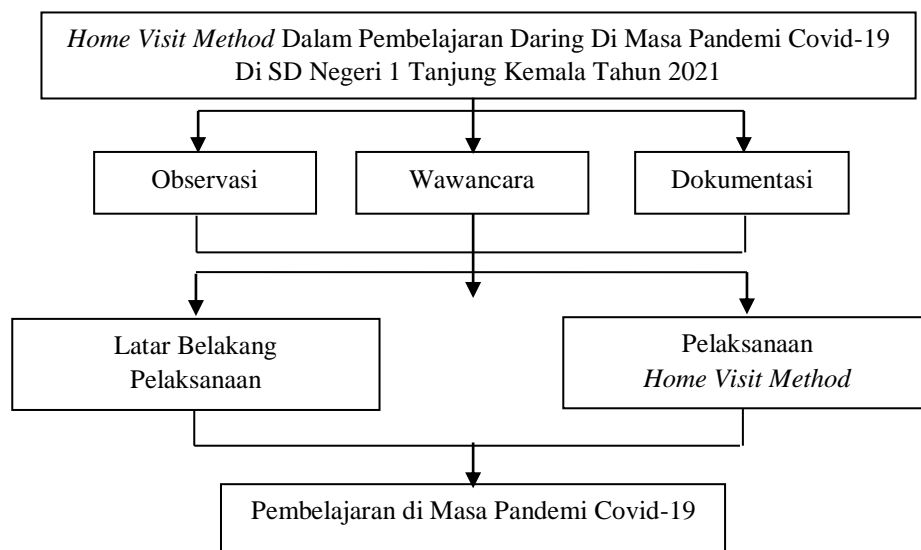 Home Visit Method Dalam Pembelajaran Daring Di Masa Pandemi Covid-19
Di SD Negeri 1 Tanjung Kemala Tahun 2021
Observasi
Wawancara
Dokumentasi
Latar Belakang
Pelaksanaan
Pelaksanaan
Home Visit Method
Pembelajaran di Masa Pandemi Covid-19